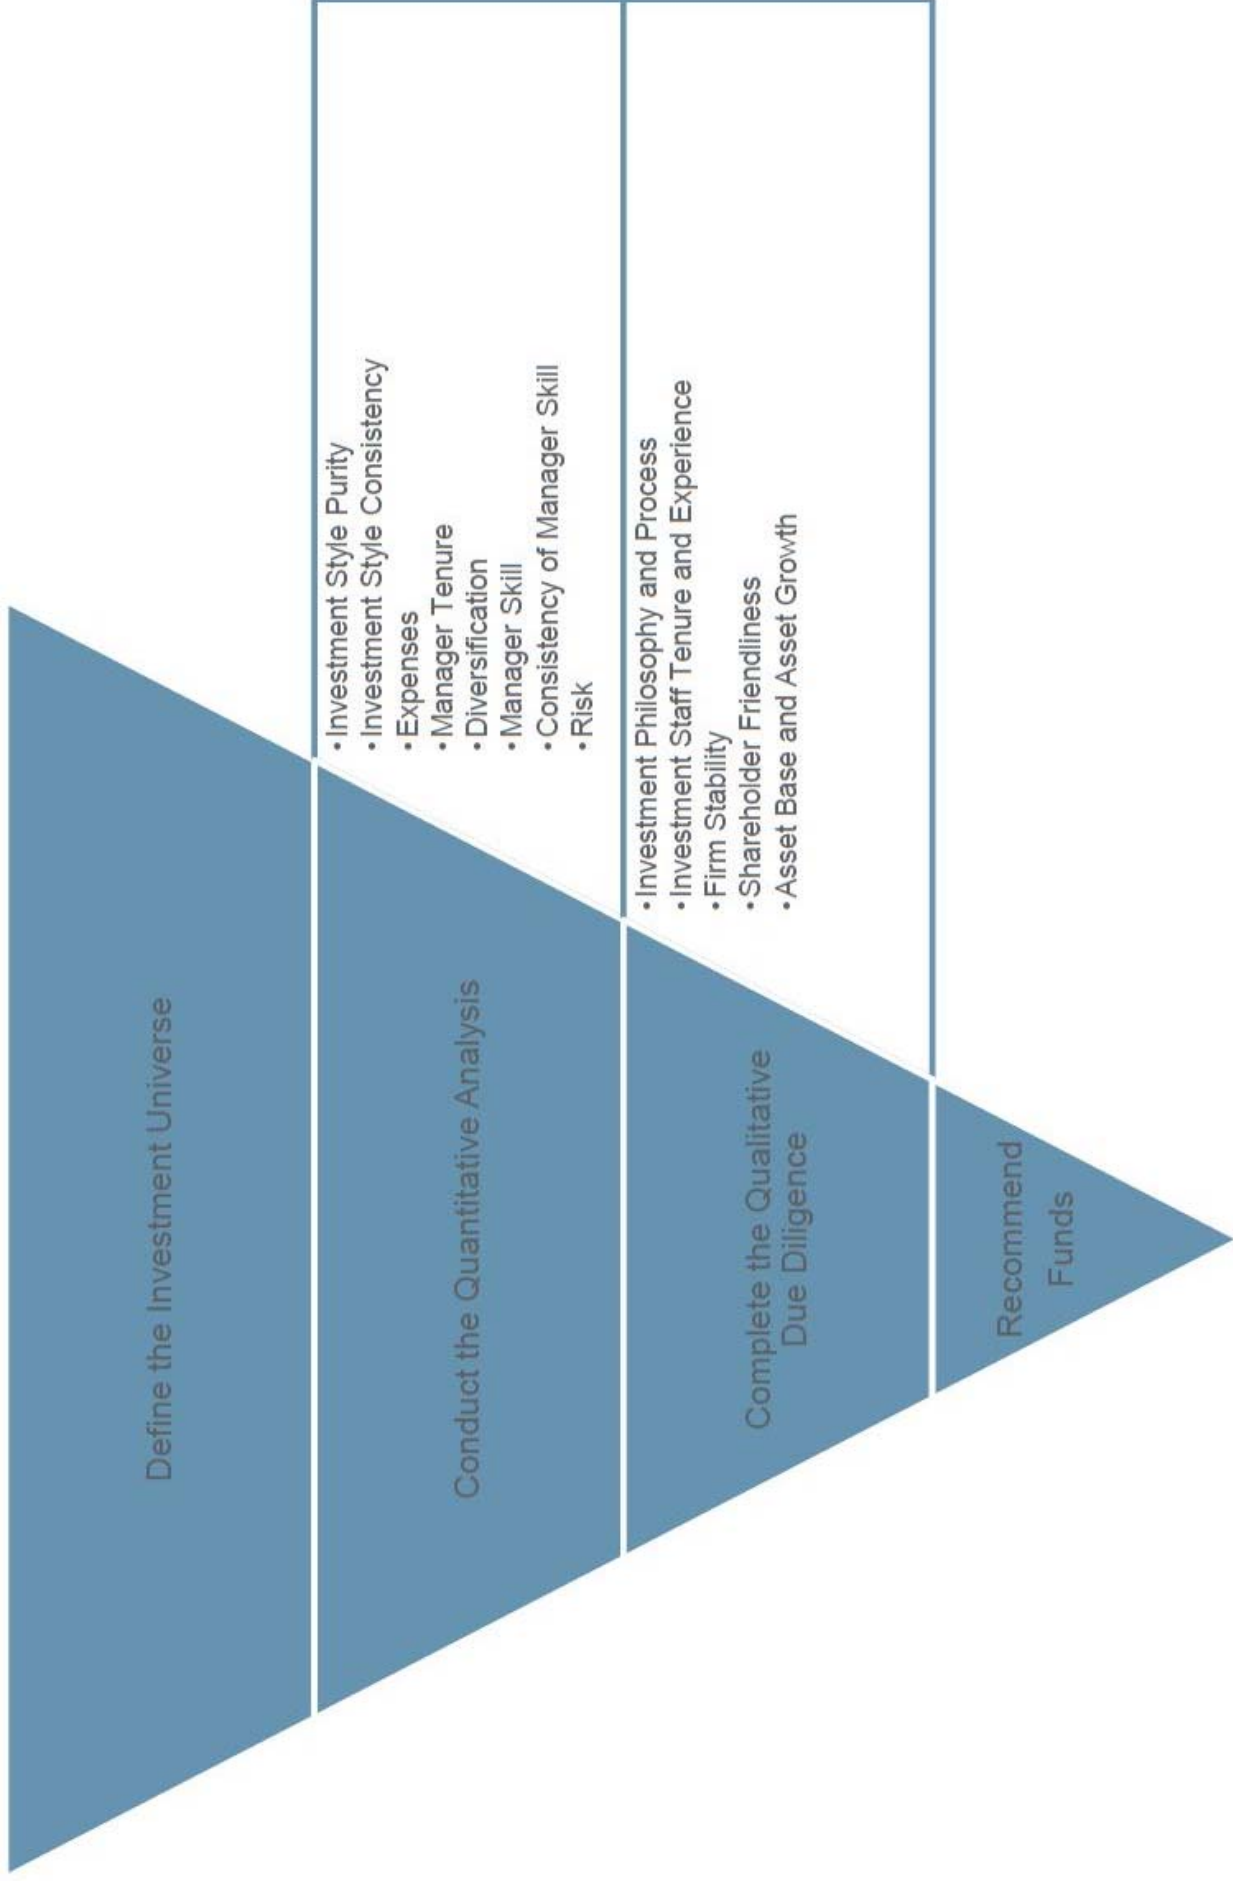 Define the Investment Universe
Conduct the Quantitative Analysis
•Investment Style Purity
•Investment Style Consistency
•Expenses
•Manager Tenure
•Diversification
•Manager Skill
•Consistency of Manager Skill
•Risk
Complete the Qualitative
Due Diligence
•Investment Philosophy and Process
•Investment Staff Tenure and Experience
•Firm Stability
•Shareholder Friendliness
•Asset Base and Asset Growth
Recommend
Funds